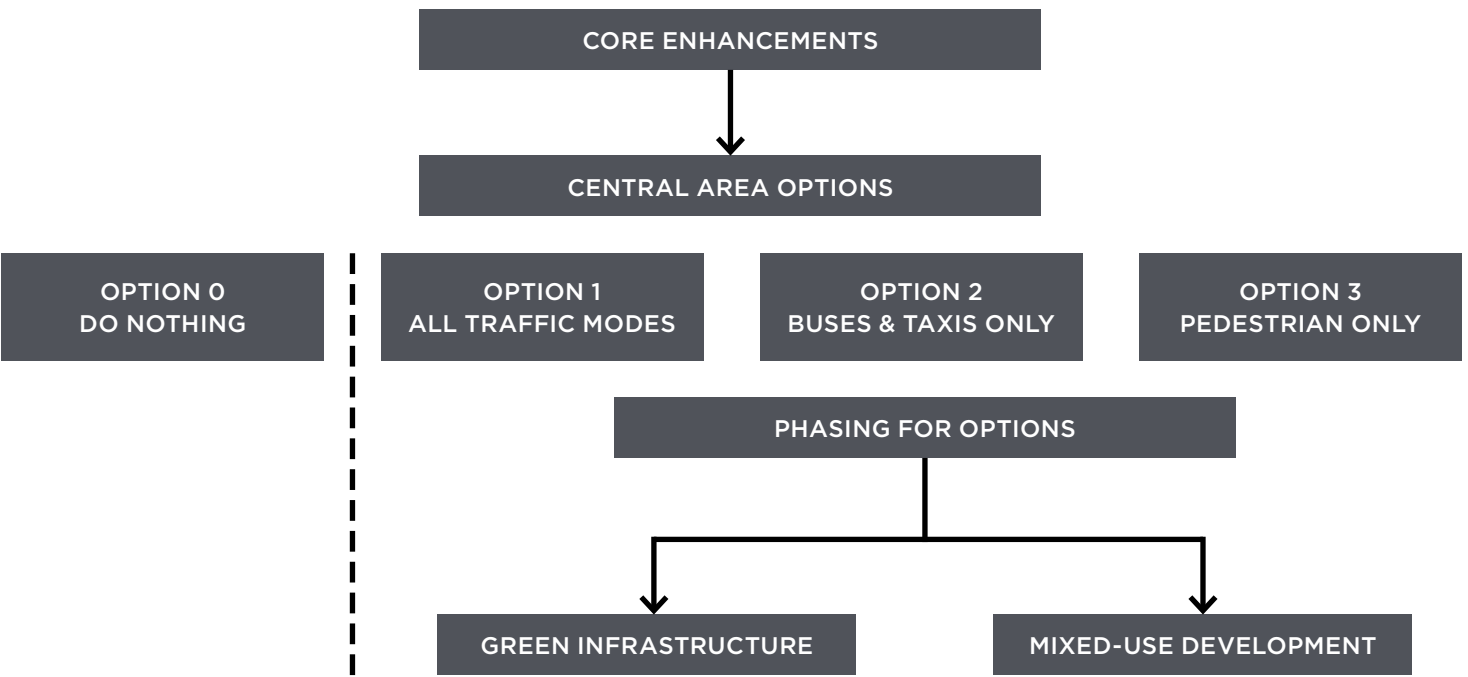 CORE ENHANCEMENTS
CENTRAL AREA OPTIONS
OPTION 0
DO NOTHING
OPTION 1
ALL TRAFFIC MODES
OPTION 2
BUSES & TAXIS ONLY
OPTION 3
PEDESTRIAN ONLY
PHASING FOR OPTIONS
GREEN INFRASTRUCTURE
MIXED-USE DEVELOPMENT